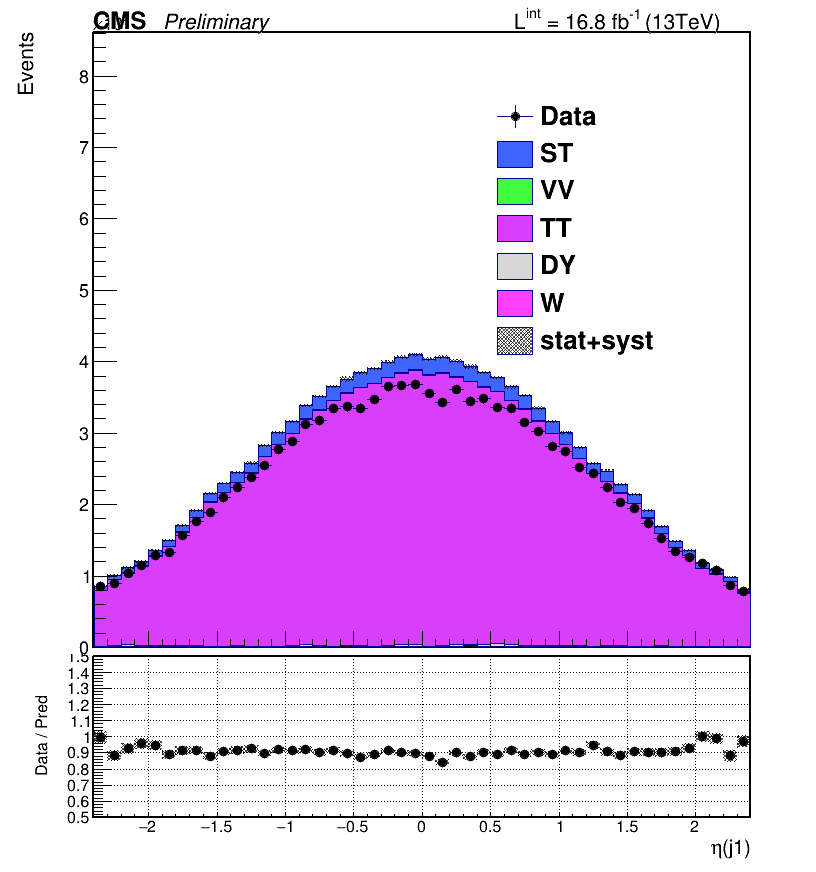 CMS Preliminary L^int = 16.8 fb^-1 (13TeV)
Events
8
7
6
5
4
3
2
1
0
Data
ST
VV
TT
DY
W
stat+syst
Data / Pred
1.5
1.4
1.3
1.2
1.1
1
0.9
0.8
0.7
0.6
0.5
−2 −1.5 −1 −0.5 0 0.5 1 1.5 2
η(j1)